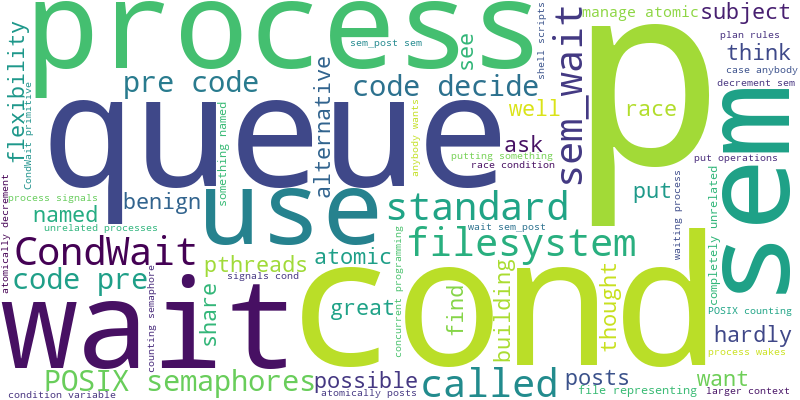 process
p
sem_wait
manage atomic
subject
plan rules
think
case anybody
decrement sem
sem_post sem
see
shell scripts
flexibility
CondWait primitive
pre code
code decide
queue
something named
alternative
anybody wants
well
race
ask
putting something
race condition
put operations
sem
process signals
benign
named
unrelated processes
use
standard
wait sem_post
put
waiting process
completely unrelated
atomically decrement
CondWait
code pre
counting semaphore
pthreads
signals cond
atomic
filesystem
concurrent programming
share
great
find
building
thought
cond
POSIX counting
hardly
process wakes
wait
POSIX semaphores
possible
called
posts
want
condition variable
atomically posts
file representing
larger context